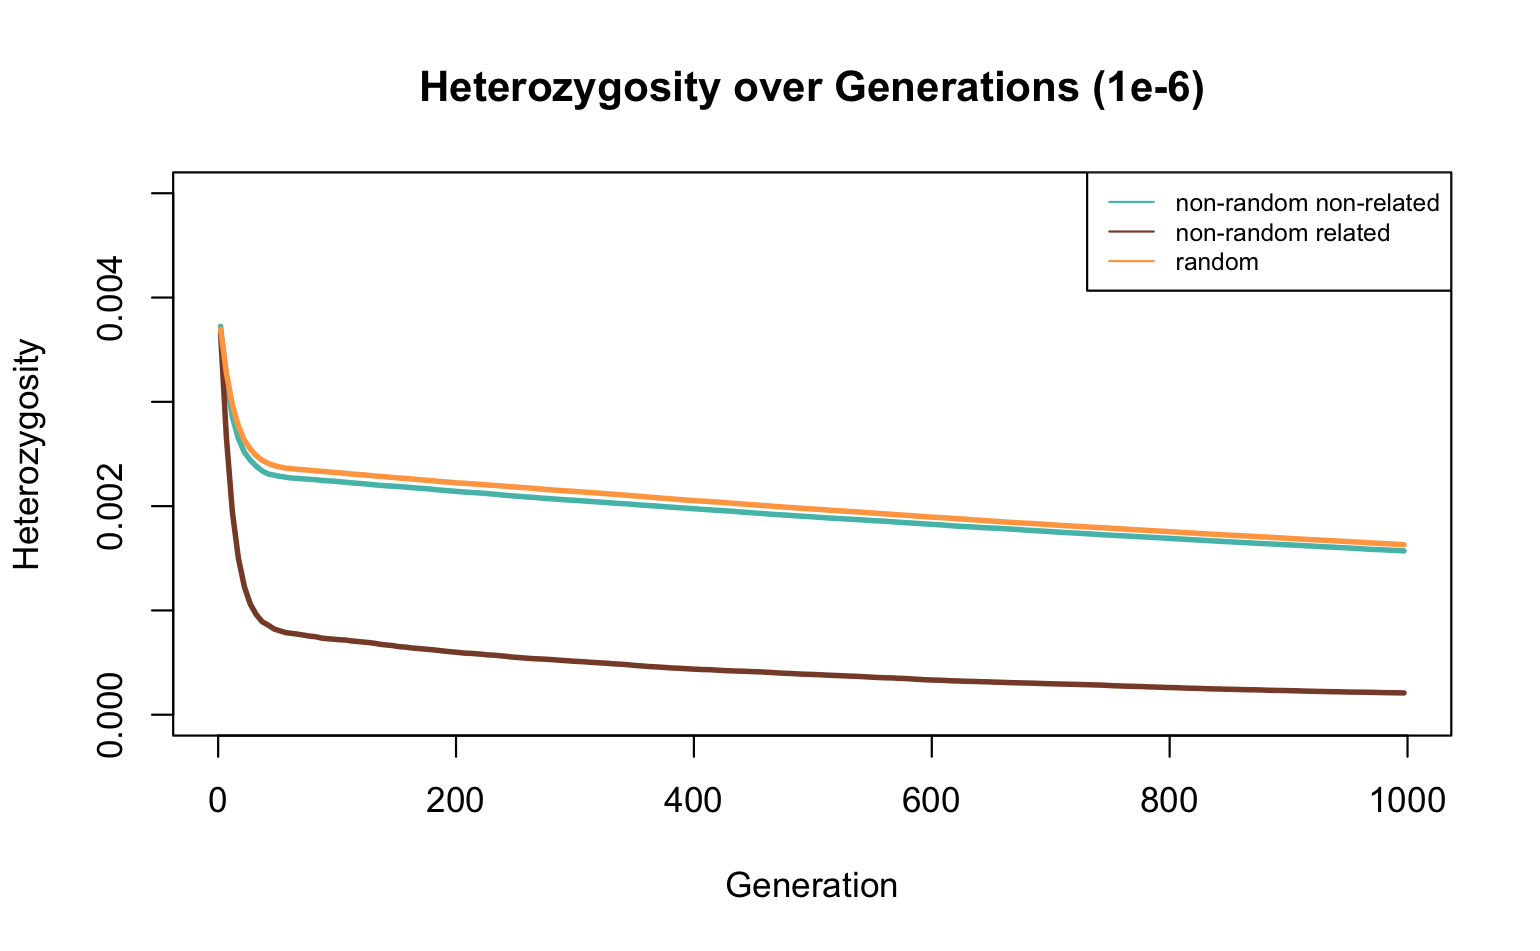 Heterozygosity over Generations (1e-6)
non-random non-related
non-random related
random
Heterozygosity
0.004
0.002
0.000
0 200 400 600 800 1000
Generation